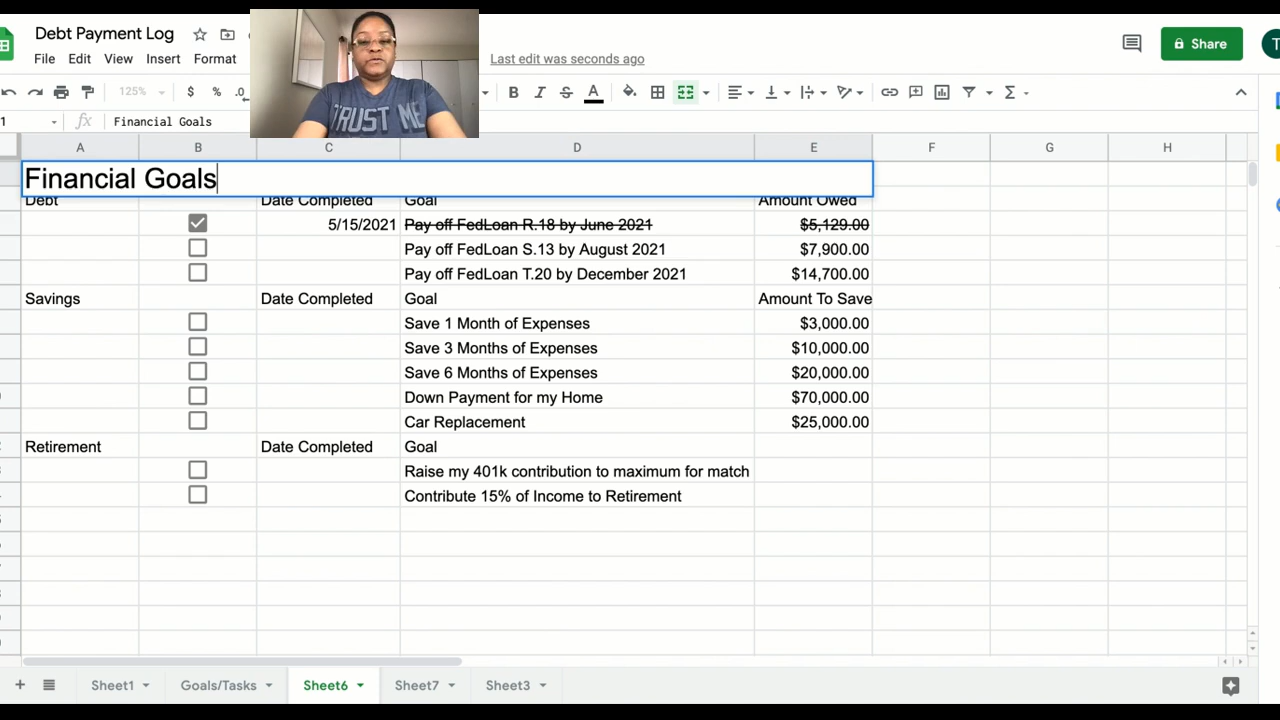 Debt Payment Log
File Edit View Insert Format
Last edit was seconds ago
Share
T
125% $ % .0 B I S A Σ
1 fx Financial Goals
A B C D E F G H
Financial Goals
Debt Date Completed Goal Amount Owed
5/15/2021 Pay off FedLoan R.18 by June 2021 $5,129.00
Pay off FedLoan S.13 by August 2021 $7,900.00
Pay off FedLoan T.20 by December 2021 $14,700.00
Savings Date Completed Goal Amount To Save
Save 1 Month of Expenses $3,000.00
Save 3 Months of Expenses $10,000.00
Save 6 Months of Expenses $20,000.00
Down Payment for my Home $70,000.00
Car Replacement $25,000.00
Retirement Date Completed Goal
Raise my 401k contribution to maximum for match
Contribute 15% of Income to Retirement
Sheet1 Goals/Tasks Sheet6 Sheet7 Sheet3
TRUST ME